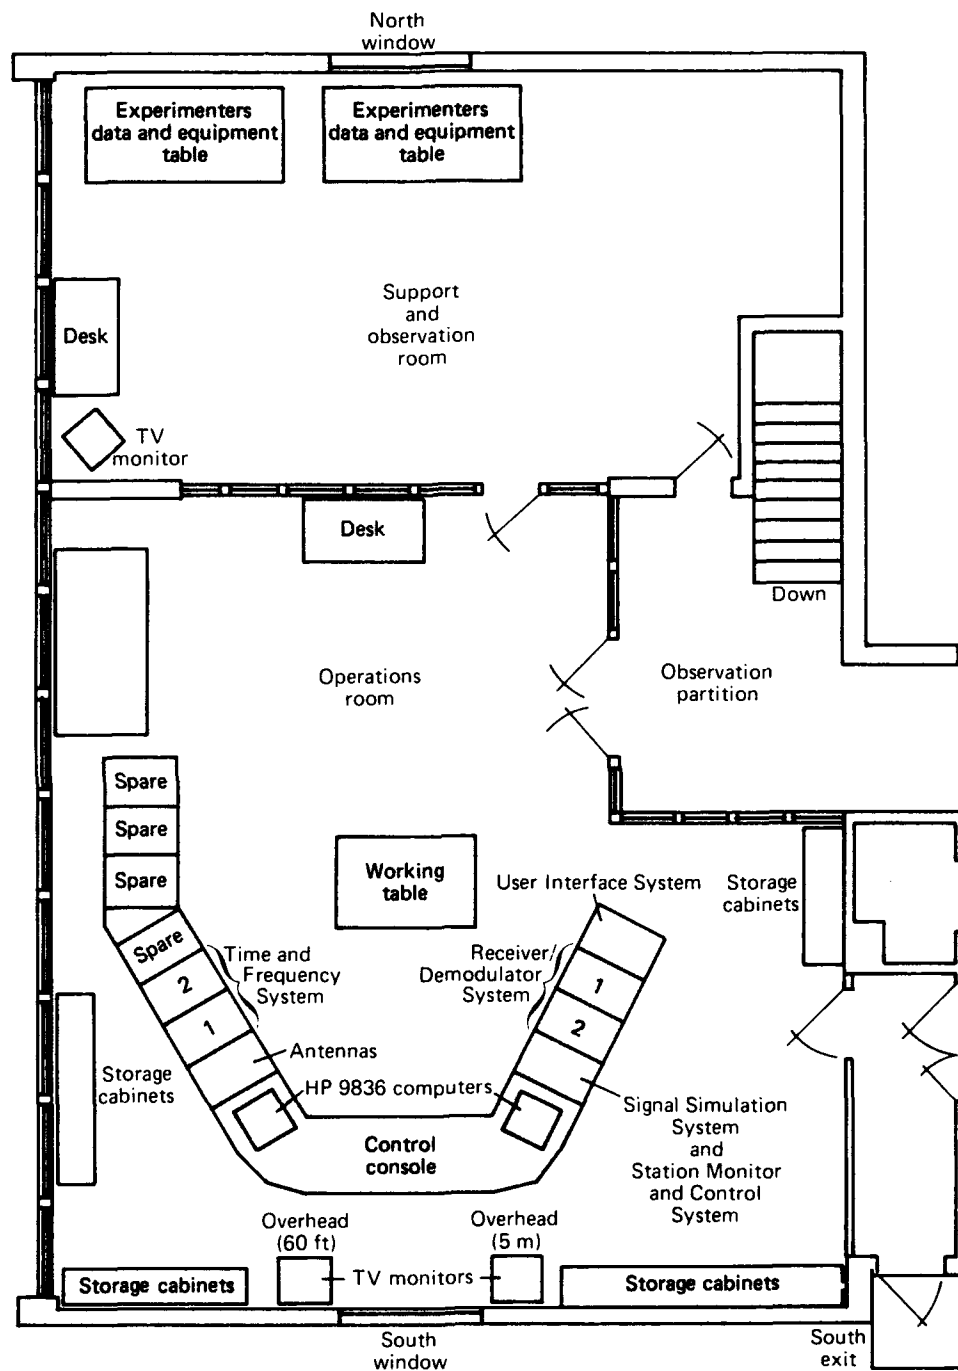 North
window
Experimenters
data and equipment
table
Experimenters
data and equipment
table
Support
and
observation
room
Desk
TV
monitor
Desk
Down
Operations
room
Observation
partition
Spare
Spare
Spare
Spare
2
1
Working
table
User Interface System
Storage
cabinets
Time and
Frequency
System
Receiver/
Demodulator
System
1
2
Antennas
HP 9836 computers
Storage
cabinets
Control
console
Signal Simulation
System
and
Station Monitor
and Control
System
Overhead
(60 ft)
Overhead
(5 m)
Storage cabinets
TV monitors
Storage cabinets
South
window
South
exit